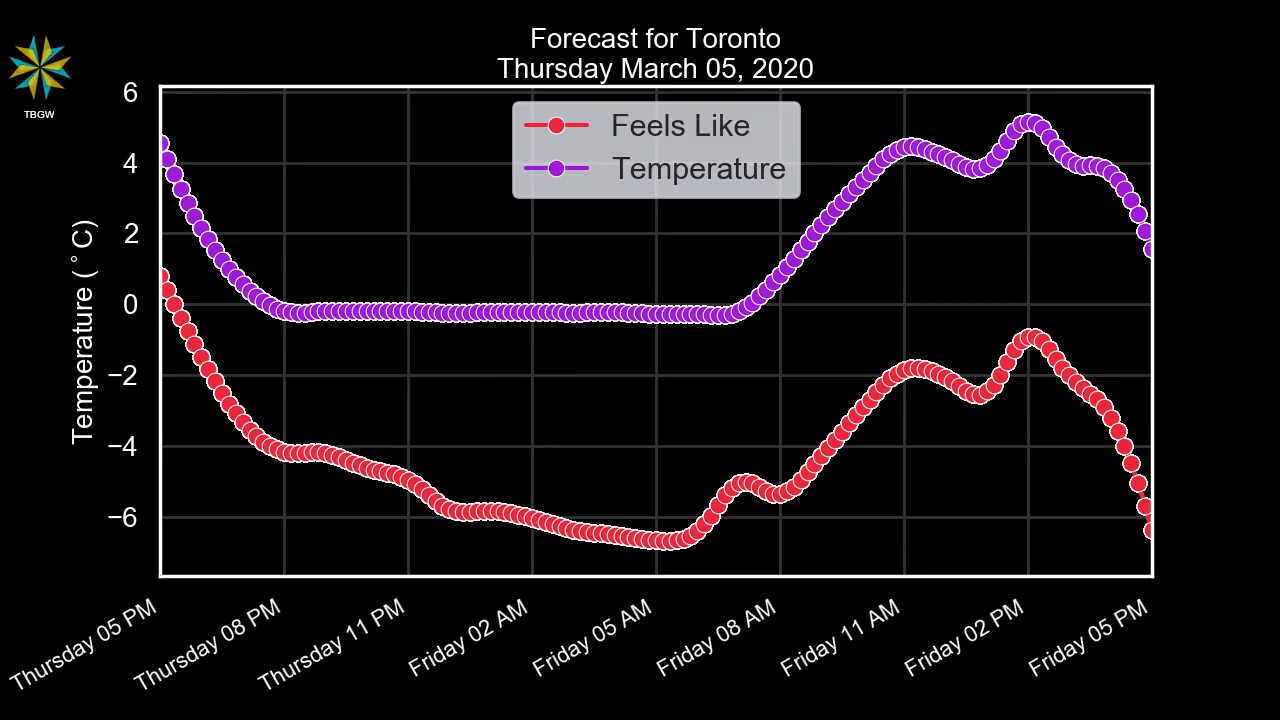 Forecast for Toronto
Thursday March 05, 2020
TBGW
Feels Like
Temperature
Temperature (°C)
6
4
2
0
−2
−4
−6
Thursday 05 PM
Thursday 08 PM
Thursday 11 PM
Friday 02 AM
Friday 05 AM
Friday 08 AM
Friday 11 AM
Friday 02 PM
Friday 05 PM